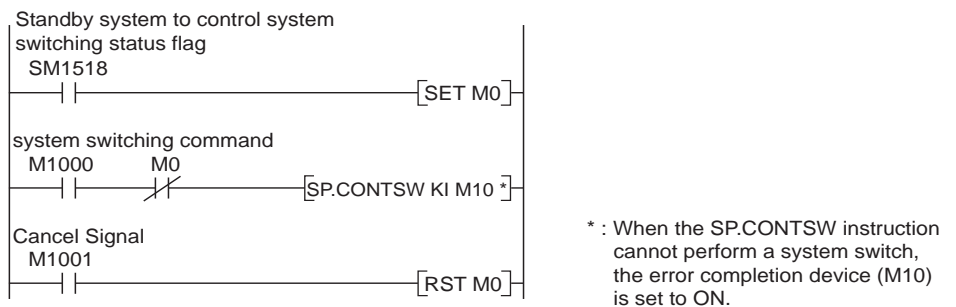 Standby system to control system
switching status flag
SM1518
SET M0
system switching command
M1000 M0
SP.CONTSW KI M10 *
Cancel Signal
M1001
RST M0
* : When the SP.CONTSW instruction
cannot perform a system switch,
the error completion device (M10)
is set to ON.